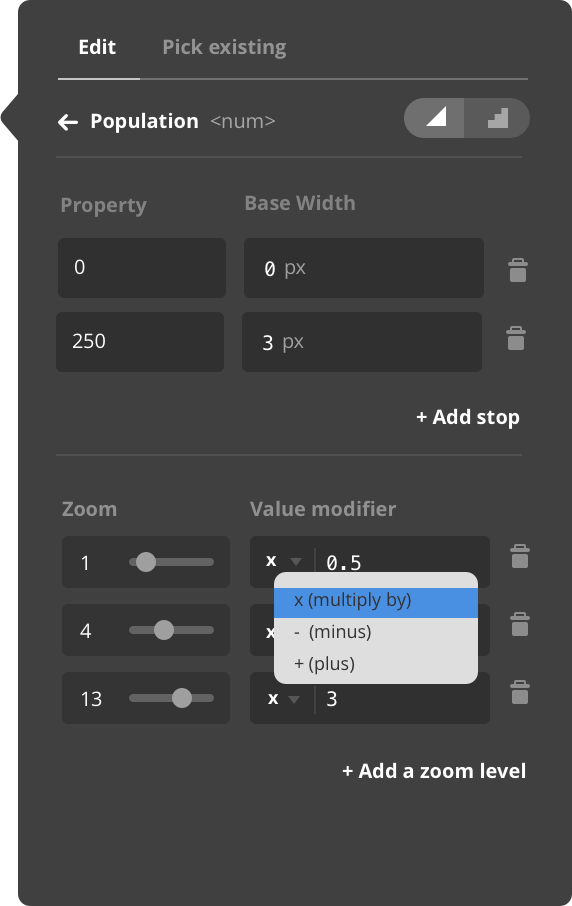 Edit Pick existing
Population <num>
Property Base Width
0 0 px
250 3 px
+ Add stop
Zoom Value modifier
1 x 0.5
x (multiply by)
4 x - (minus)
+ (plus)
13 x 3
+ Add a zoom level